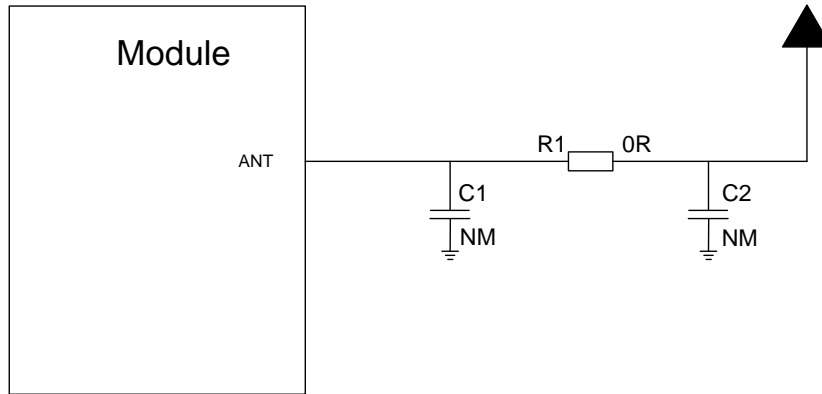 Module
R1 0R
ANT
C1 C2
NM NM